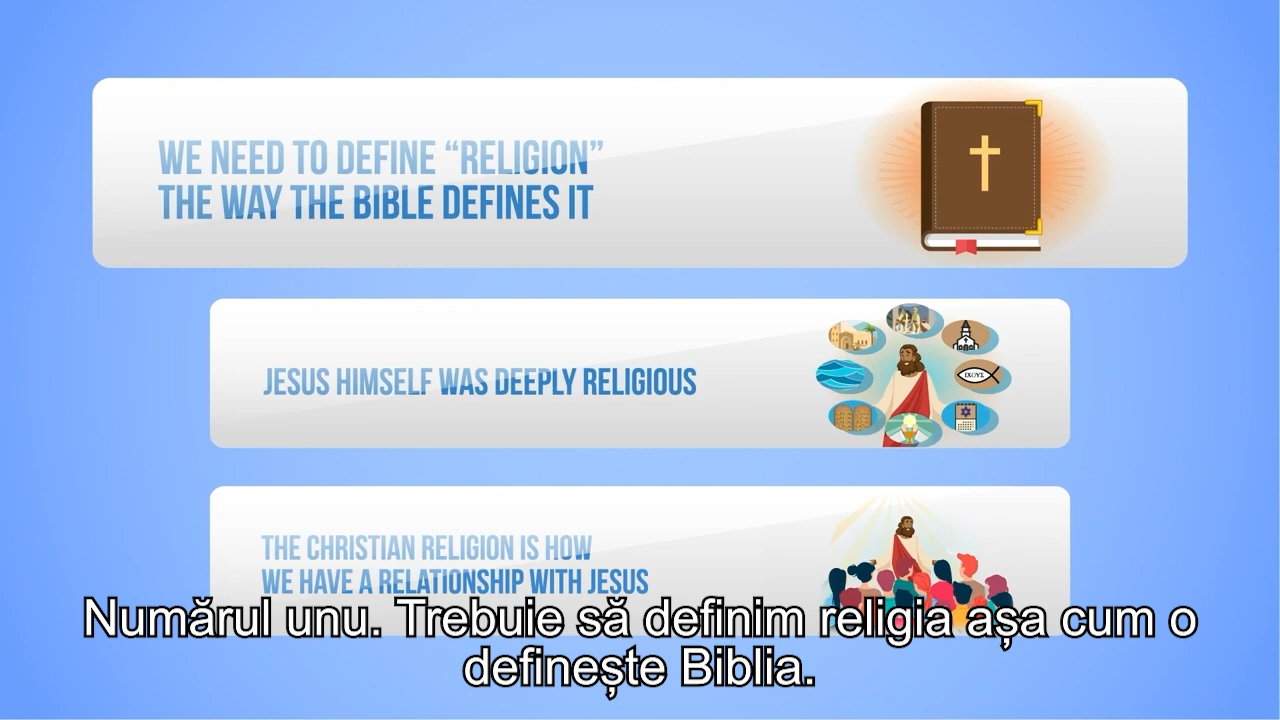 WE NEED TO DEFINE “RELIGION”
THE WAY THE BIBLE DEFINES IT
JESUS HIMSELF WAS DEEPLY RELIGIOUS
ΙΧΘΥΣ
THE CHRISTIAN RELIGION IS HOW
WE HAVE A RELATIONSHIP WITH JESUS
Numărul unu. Trebuie să definim religia așa cum o
definește Biblia.